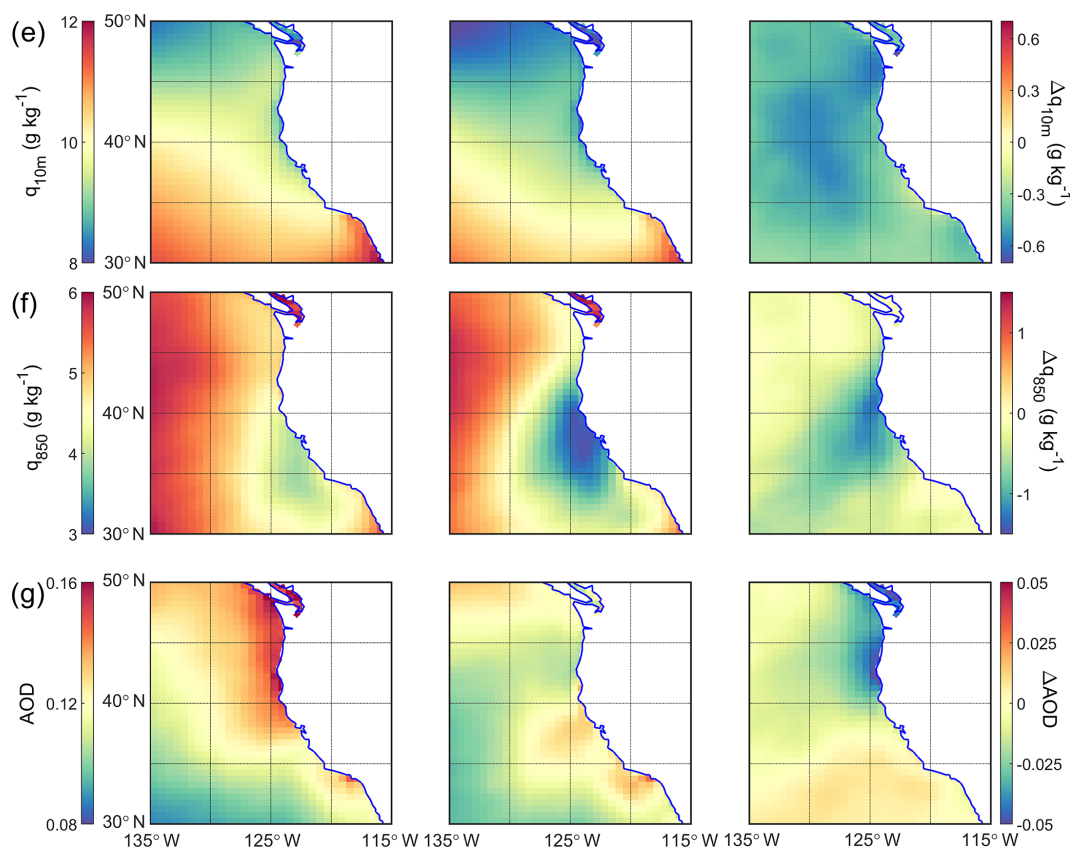 (e)
12
10
8
q10m (g kg-1)
50° N
40° N
30° N
0.6
0.3
0
-0.3
-0.6
Δq10m (g kg-1)
(f)
6
5
4
3
q850 (g kg-1)
50° N
40° N
30° N
1
0
-1
Δq850 (g kg-1)
(g)
0.16
0.12
0.08
AOD
50° N
40° N
30° N
0.05
0.025
0
-0.025
-0.05
ΔAOD
135° W 125° W 115° W 135° W 125° W 115° W 135° W 125° W 115° W